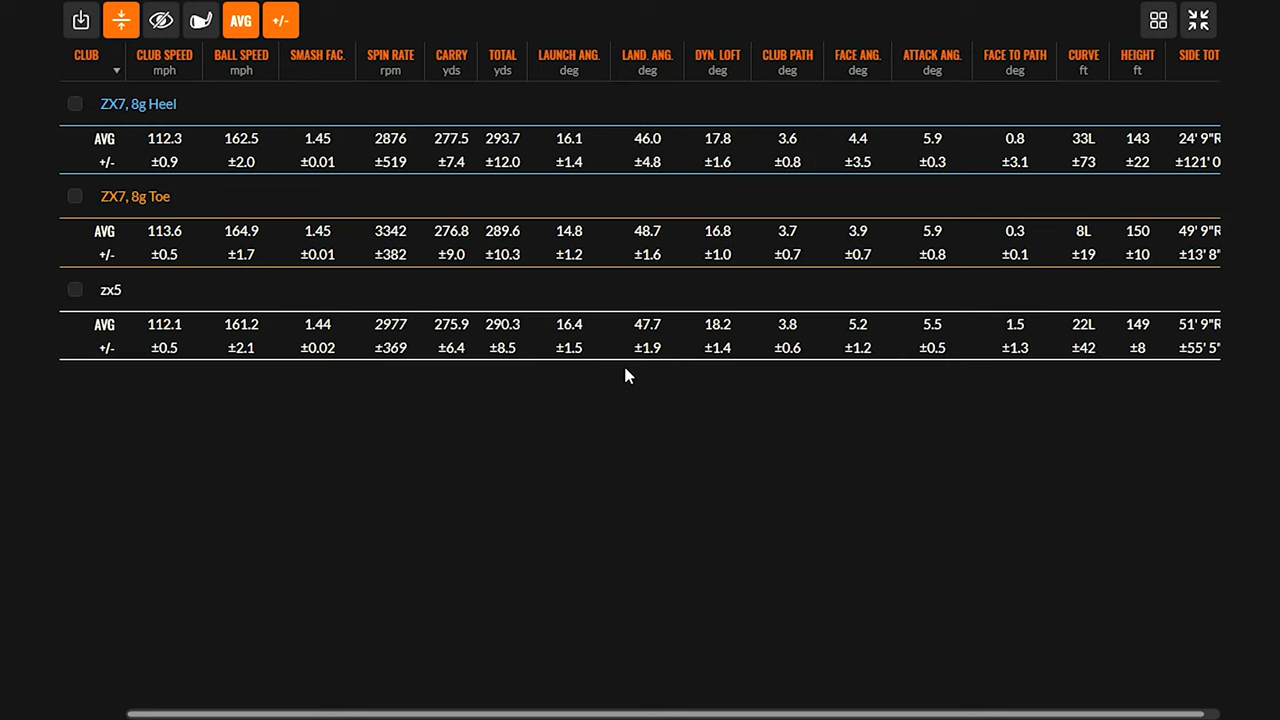 AVG +/-
CLUB CLUB SPEED BALL SPEED SMASH FAC. SPIN RATE CARRY TOTAL LAUNCH ANG. LAND. ANG. DYN. LOFT CLUB PATH FACE ANG. ATTACK ANG. FACE TO PATH CURVE HEIGHT SIDE TOT
mph mph rpm yds yds deg deg deg deg deg deg deg ft ft
ZX7, 8g Heel
AVG 112.3 162.5 1.45 2876 277.5 293.7 16.1 46.0 17.8 3.6 4.4 5.9 0.8 33L 143 24' 9"R
+/- ±0.9 ±2.0 ±0.01 ±519 ±7.4 ±12.0 ±1.4 ±4.8 ±1.6 ±0.8 ±3.5 ±0.3 ±3.1 ±73 ±22 ±121' 0
ZX7, 8g Toe
AVG 113.6 164.9 1.45 3342 276.8 289.6 14.8 48.7 16.8 3.7 3.9 5.9 0.3 8L 150 49' 9"R
+/- ±0.5 ±1.7 ±0.01 ±382 ±9.0 ±10.3 ±1.2 ±1.6 ±1.0 ±0.7 ±0.7 ±0.8 ±0.1 ±19 ±10 ±13' 8"
zx5
AVG 112.1 161.2 1.44 2977 275.9 290.3 16.4 47.7 18.2 3.8 5.2 5.5 1.5 22L 149 51' 9"R
+/- ±0.5 ±2.1 ±0.02 ±369 ±6.4 ±8.5 ±1.5 ±1.9 ±1.4 ±0.6 ±1.2 ±0.5 ±1.3 ±42 ±8 ±55' 5"